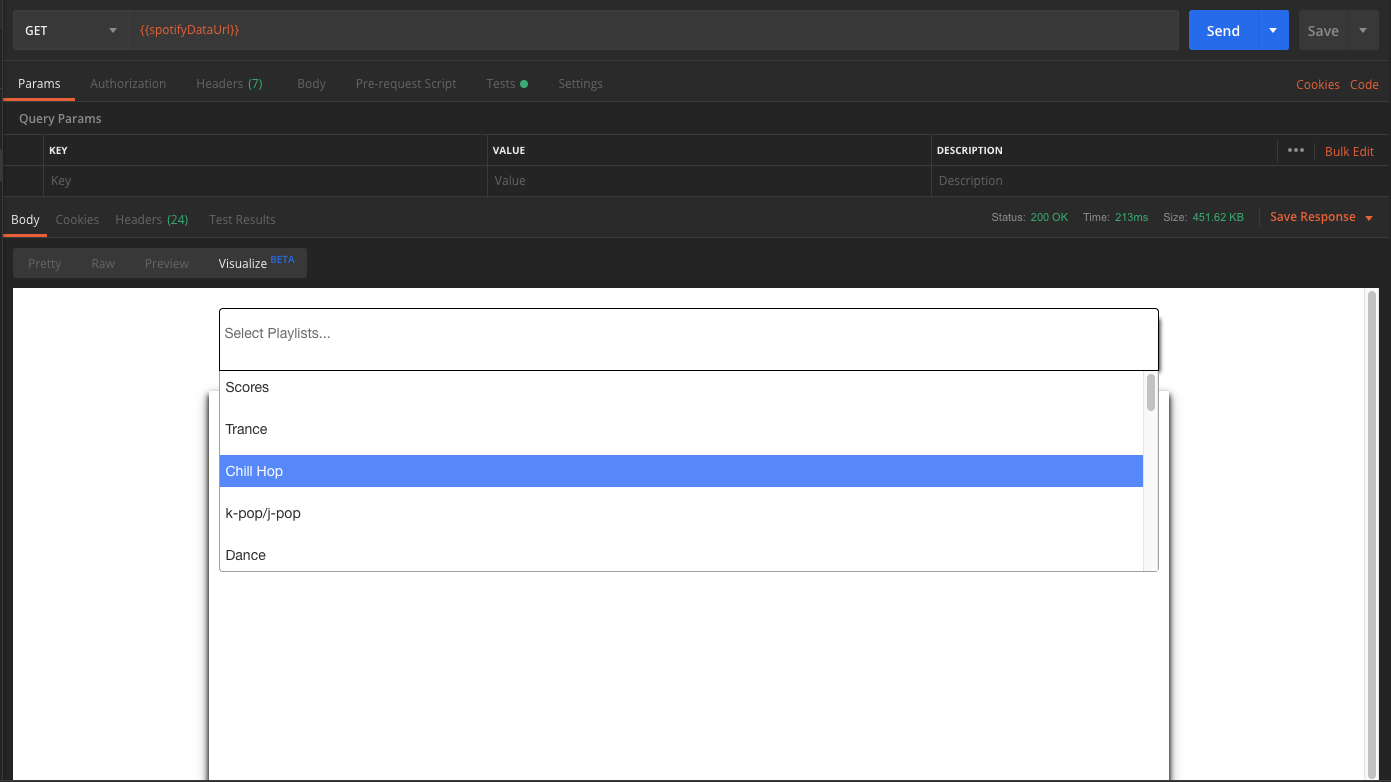 GET {{spotifyDataUrl}} Send Save
Params Authorization Headers (7) Body Pre-request Script Tests Settings Cookies Code
Query Params
KEY VALUE DESCRIPTION ••• Bulk Edit
Key Value Description
Body Cookies Headers (24) Test Results Status: 200 OK Time: 213ms Size: 451.62 KB Save Response
Pretty Raw Preview Visualize BETA
Select Playlists...
Scores
Trance
Chill Hop
k-pop/j-pop
Dance